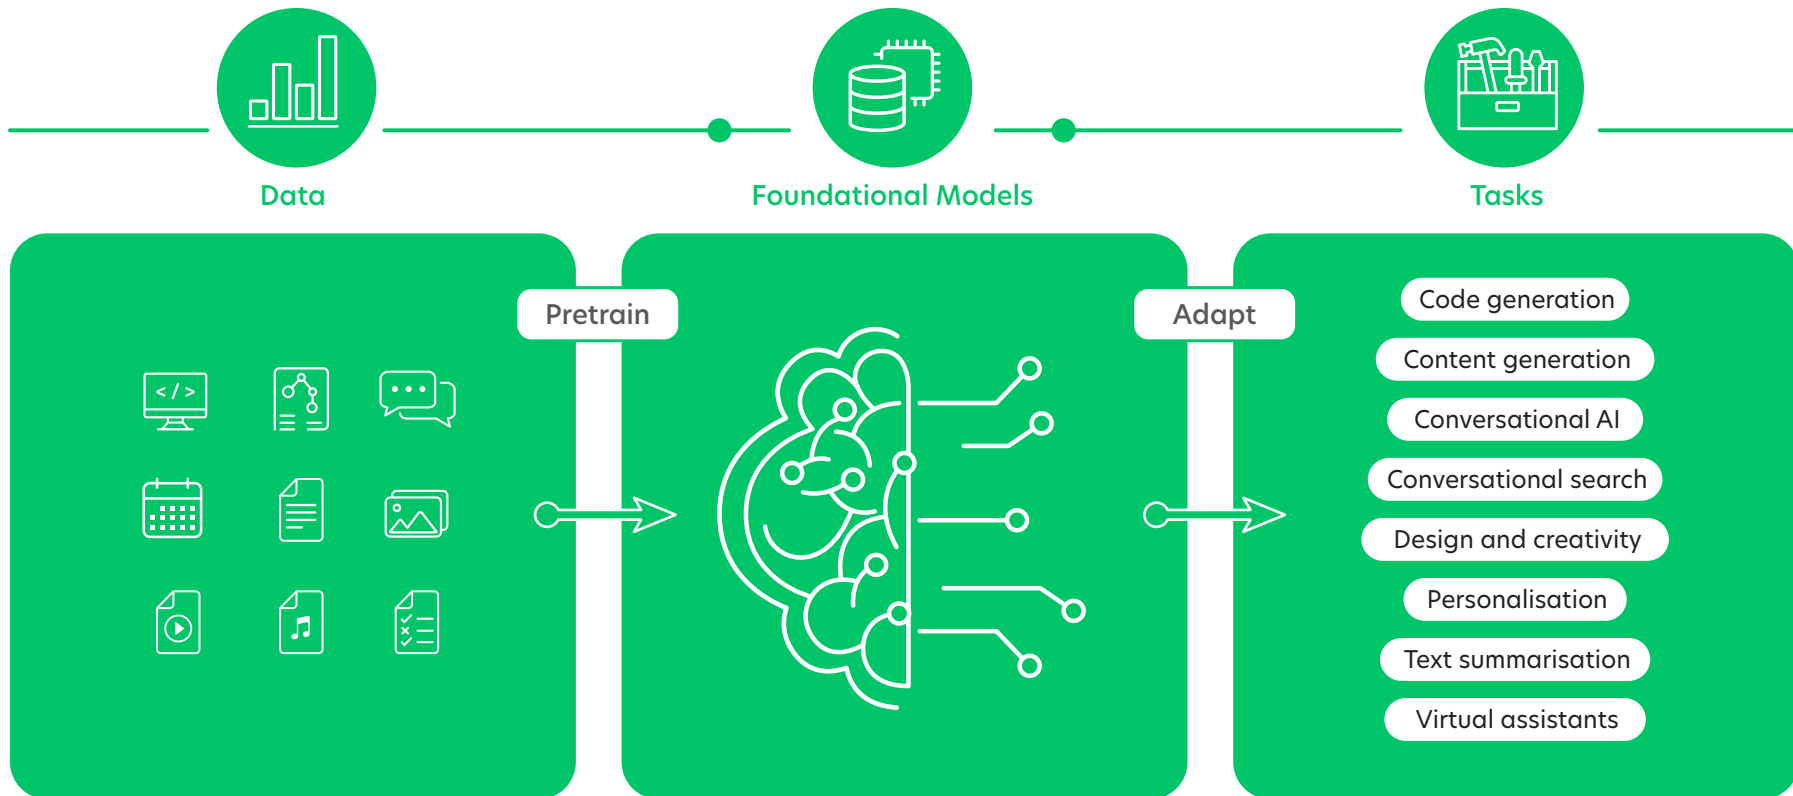 Data
Foundational Models
Tasks
Pretrain
Adapt
</>
Code generation
Content generation
Conversational AI
Conversational search
Design and creativity
Personalisation
Text summarisation
Virtual assistants